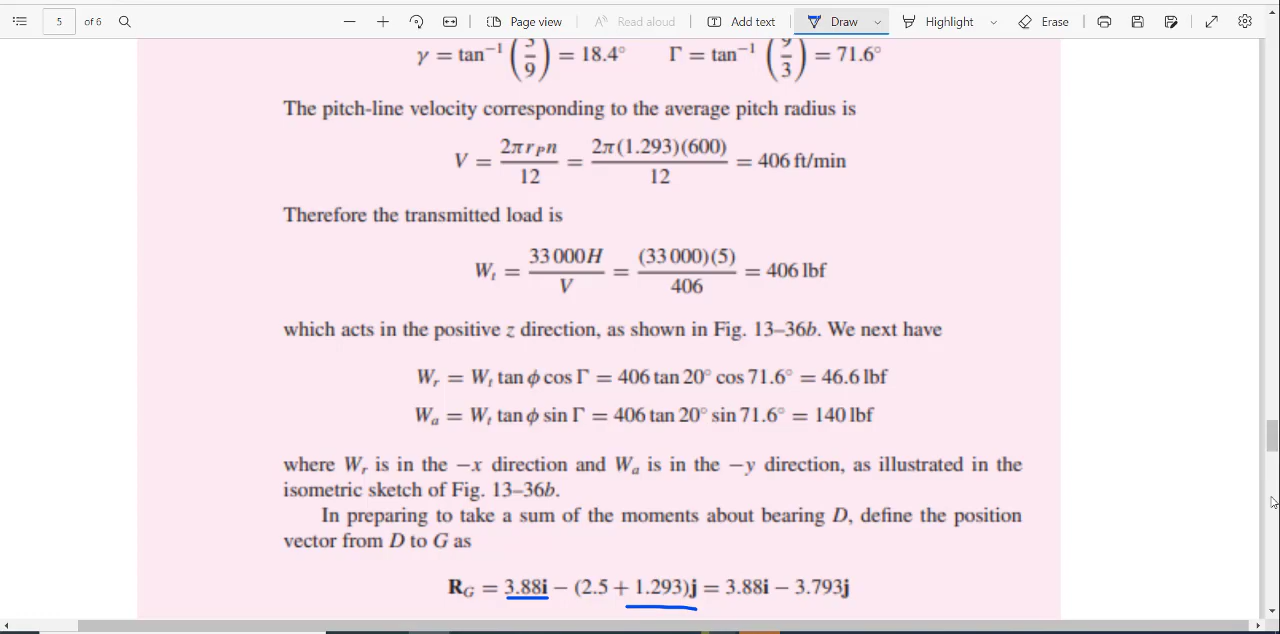 5 of 6 Page view Read aloud Add text Draw Highlight Erase
γ = tan⁻¹ (3/9) = 18.4° Γ = tan⁻¹ (9/3) = 71.6°
The pitch-line velocity corresponding to the average pitch radius is
V = 2πr_P n / 12 = 2π(1.293)(600) / 12 = 406 ft/min
Therefore the transmitted load is
W_t = 33 000H / V = (33 000)(5) / 406 = 406 lbf
which acts in the positive z direction, as shown in Fig. 13–36b. We next have
W_r = W_t tan ϕ cos Γ = 406 tan 20° cos 71.6° = 46.6 lbf
W_a = W_t tan ϕ sin Γ = 406 tan 20° sin 71.6° = 140 lbf
where W_r is in the −x direction and W_a is in the −y direction, as illustrated in the
isometric sketch of Fig. 13–36b.
In preparing to take a sum of the moments about bearing D, define the position
vector from D to G as
R_G = 3.88i − (2.5 + 1.293)j = 3.88i − 3.793j